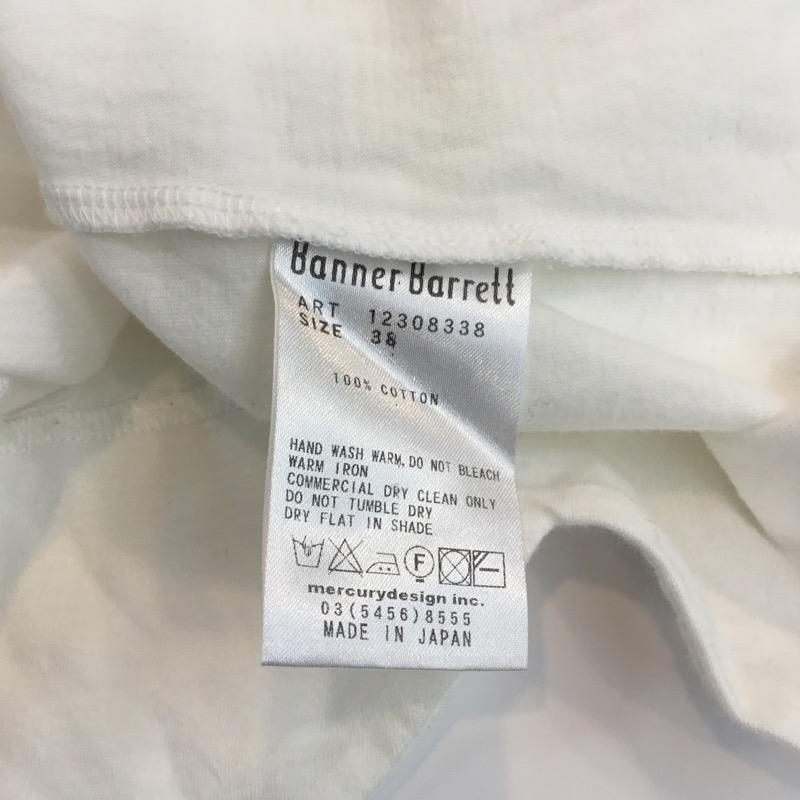 Banner Barrett
ART 12308338
SIZE 38
100% COTTON
HAND WASH WARM, DO NOT BLEACH
WARM IRON
COMMERCIAL DRY CLEAN ONLY
DO NOT TUMBLE DRY
DRY FLAT IN SHADE
F
mercurydesign inc.
03(5456)8555
MADE IN JAPAN